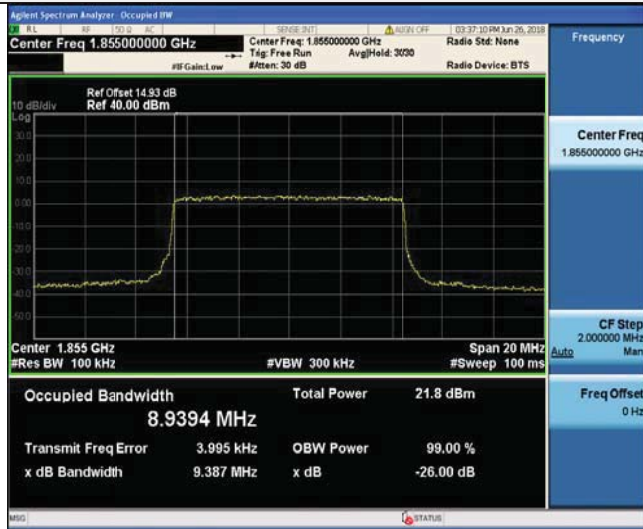 Agilent Spectrum Analyzer - Occupied BW
RL RF 50 Ω AC SENSE:INT ALIGN OFF 03:37:10 PM Jun 26, 2018
Center Freq 1.855000000 GHz
Center Freq: 1.855000000 GHz
Radio Std: None
Trig: Free Run Avg|Hold: 30/30
#IFGain:Low #Atten: 30 dB Radio Device: BTS
Ref Offset 14.93 dB
10 dB/div Ref 40.00 dBm
Log
30.0
20.0
10.0
0.00
-10.0
-20.0
-30.0
-40.0
-50.0
Center 1.855 GHz Span 20 MHz
#Res BW 100 kHz #VBW 300 kHz #Sweep 100 ms
Occupied Bandwidth Total Power 21.8 dBm
8.9394 MHz
Transmit Freq Error 3.995 kHz OBW Power 99.00 %
x dB Bandwidth 9.387 MHz x dB -26.00 dB
MSG STATUS
Frequency
Center Freq
1.855000000 GHz
CF Step
2.000000 MHz
Auto Man
Freq Offset
0 Hz